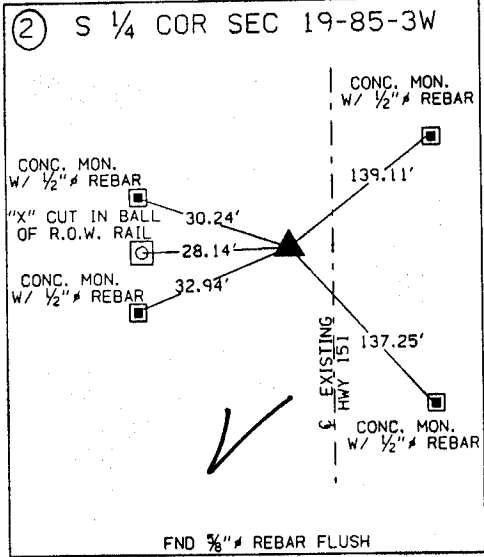 ② S 1/4 COR SEC 19-85-3W
CONC. MON.
W/ 1/2"ø REBAR
139.11'
CONC. MON.
W/ 1/2"ø REBAR
30.24'
"X" CUT IN BALL
OF R.O.W. RAIL
28.14'
CONC. MON.
W/ 1/2"ø REBAR
32.94'
℄ EXISTING
HWY 151
137.25'
CONC. MON.
W/ 1/2"ø REBAR
FND 5/8"ø REBAR FLUSH